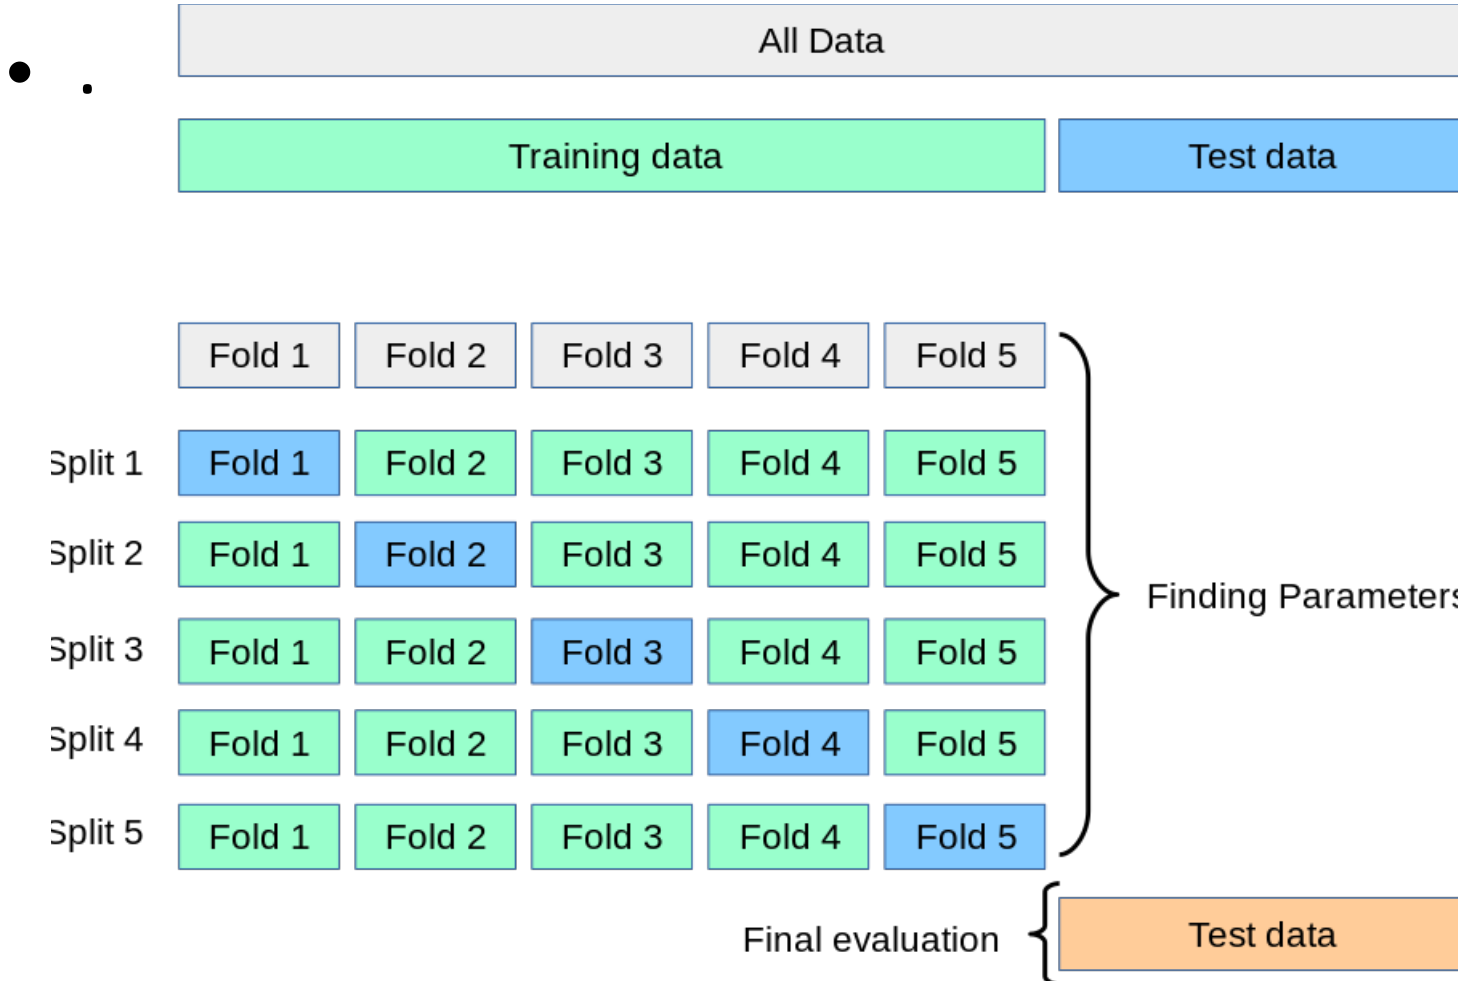 All Data
Training data Test data
Fold 1 Fold 2 Fold 3 Fold 4 Fold 5
Split 1 Fold 1 Fold 2 Fold 3 Fold 4 Fold 5
Split 2 Fold 1 Fold 2 Fold 3 Fold 4 Fold 5
Finding Parameters
Split 3 Fold 1 Fold 2 Fold 3 Fold 4 Fold 5
Split 4 Fold 1 Fold 2 Fold 3 Fold 4 Fold 5
Split 5 Fold 1 Fold 2 Fold 3 Fold 4 Fold 5
Final evaluation Test data